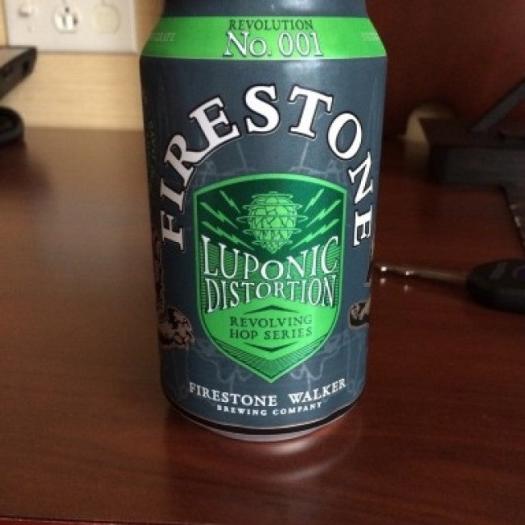 REVOLUTION
No. 001
FIRESTONE
LUPONIC
DISTORTION
REVOLVING
HOP SERIES
FIRESTONE WALKER
BREWING COMPANY